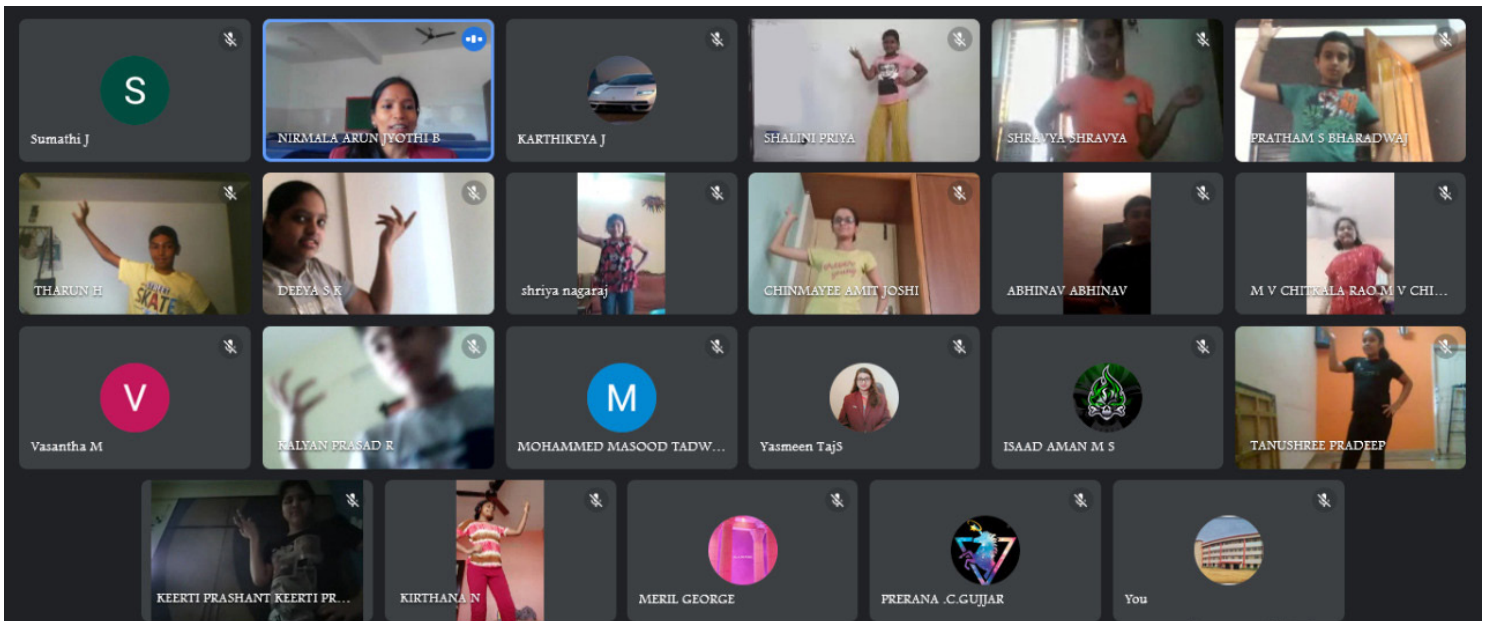 S
Sumathi J
NIRMALA ARUN JYOTHI B
KARTHIKEYA J
SHALINI PRIYA
SHRAVYA SHRAVYA
PRATHAM S BHARADWAJ
THARUN H
SKATE
DEEYA S K
shriya nagaraj
CHINMAYEE AMIT JOSHI
ABHINAV ABHINAV
M V CHITKALA RAO M V CHI...
V
Vasantha M
KALYAN PRASAD R
M
MOHAMMED MASOOD TADW...
Yasmeen TajS
ISAAD AMAN M S
TANUSHREE PRADEEP
KEERTI PRASHANT KEERTI PR...
KIRTHANA N
MERIL GEORGE
PRERANA .C.GUJJAR
You